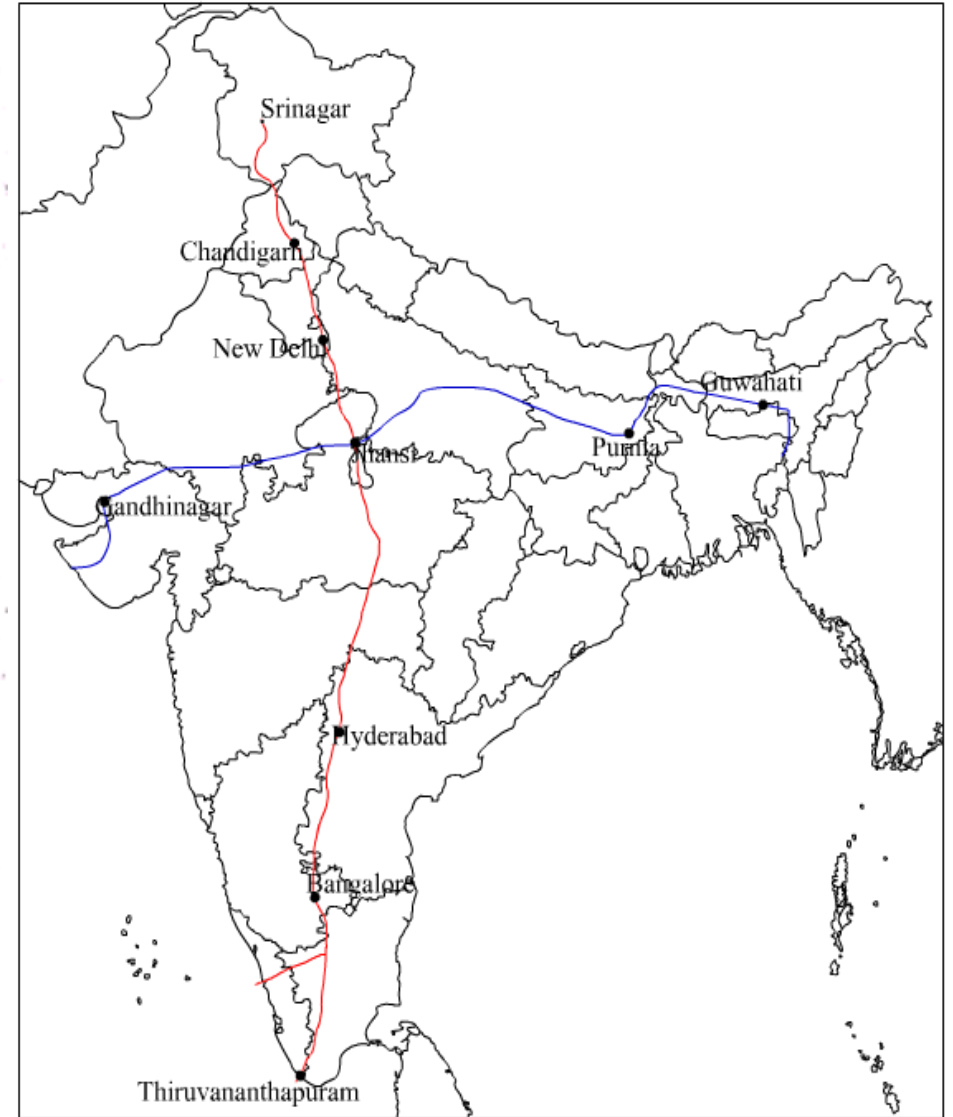 Srinagar
Chandigarh
New Delhi
Guwahati
Jhansi
Purnia
Gandhinagar
Hyderabad
Bangalore
Thiruvananthapuram